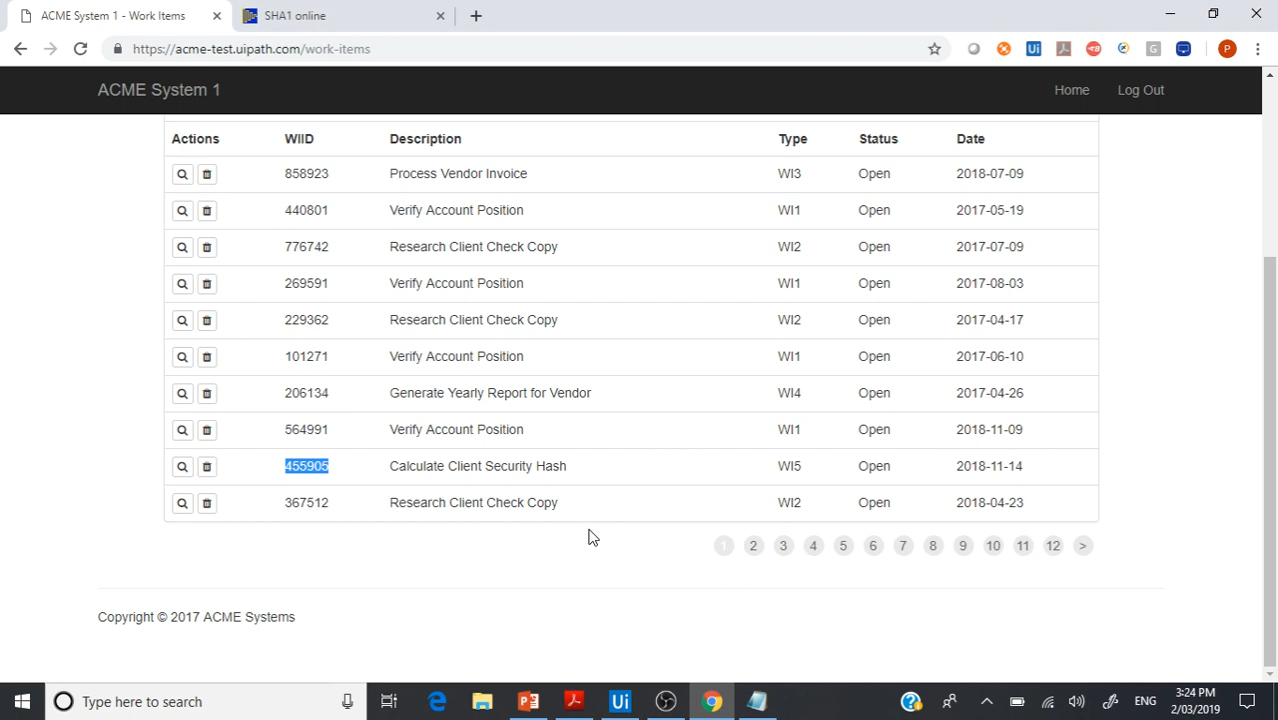 ACME System 1 - Work Items
SHA1 online
https://acme-test.uipath.com/work-items
ACME System 1
Home
Log Out
Actions WIID Description Type Status Date
858923 Process Vendor Invoice WI3 Open 2018-07-09
440801 Verify Account Position WI1 Open 2017-05-19
776742 Research Client Check Copy WI2 Open 2017-07-09
269591 Verify Account Position WI1 Open 2017-08-03
229362 Research Client Check Copy WI2 Open 2017-04-17
101271 Verify Account Position WI1 Open 2017-06-10
206134 Generate Yearly Report for Vendor WI4 Open 2017-04-26
564991 Verify Account Position WI1 Open 2018-11-09
455905 Calculate Client Security Hash WI5 Open 2018-11-14
367512 Research Client Check Copy WI2 Open 2018-04-23
1 2 3 4 5 6 7 8 9 10 11 12 >
Copyright © 2017 ACME Systems
Type here to search
ENG
3:24 PM
2/03/2019